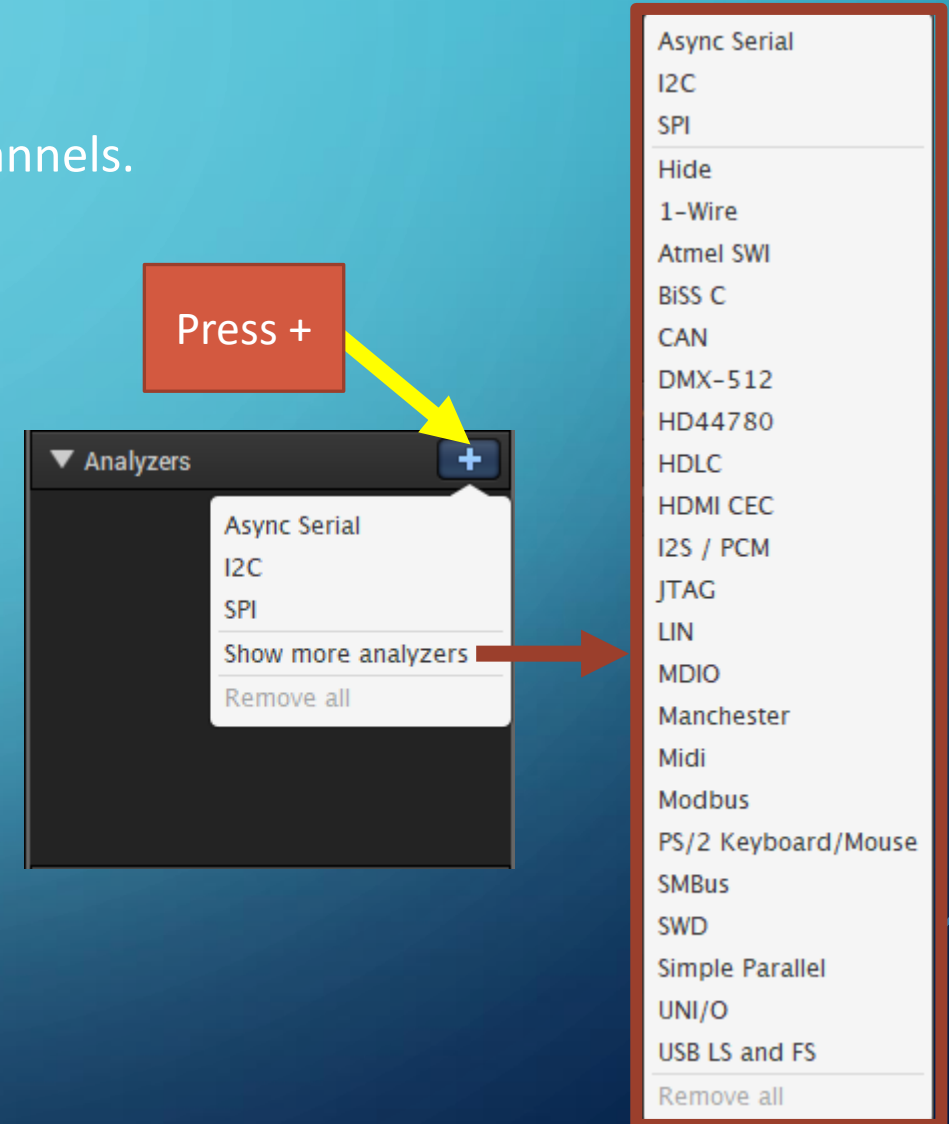 annels.
Press +
Analyzers
+
Async Serial
I2C
SPI
Show more analyzers
Remove all
Async Serial
I2C
SPI
Hide
1-Wire
Atmel SWI
BiSS C
CAN
DMX-512
HD44780
HDLC
HDMI CEC
I2S / PCM
JTAG
LIN
MDIO
Manchester
Midi
Modbus
PS/2 Keyboard/Mouse
SMBus
SWD
Simple Parallel
UNI/O
USB LS and FS
Remove all